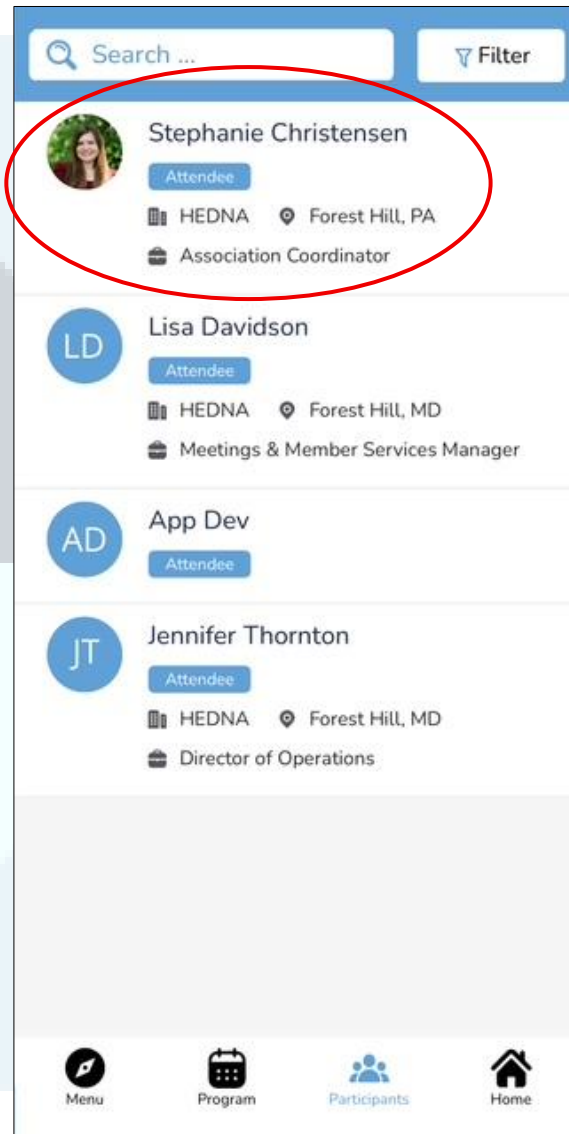 Search ...
Filter
Stephanie Christensen
Attendee
HEDNA Forest Hill, PA
Association Coordinator
LD
Lisa Davidson
Attendee
HEDNA Forest Hill, MD
Meetings & Member Services Manager
AD
App Dev
Attendee
JT
Jennifer Thornton
Attendee
HEDNA Forest Hill, MD
Director of Operations
Menu Program Participants Home